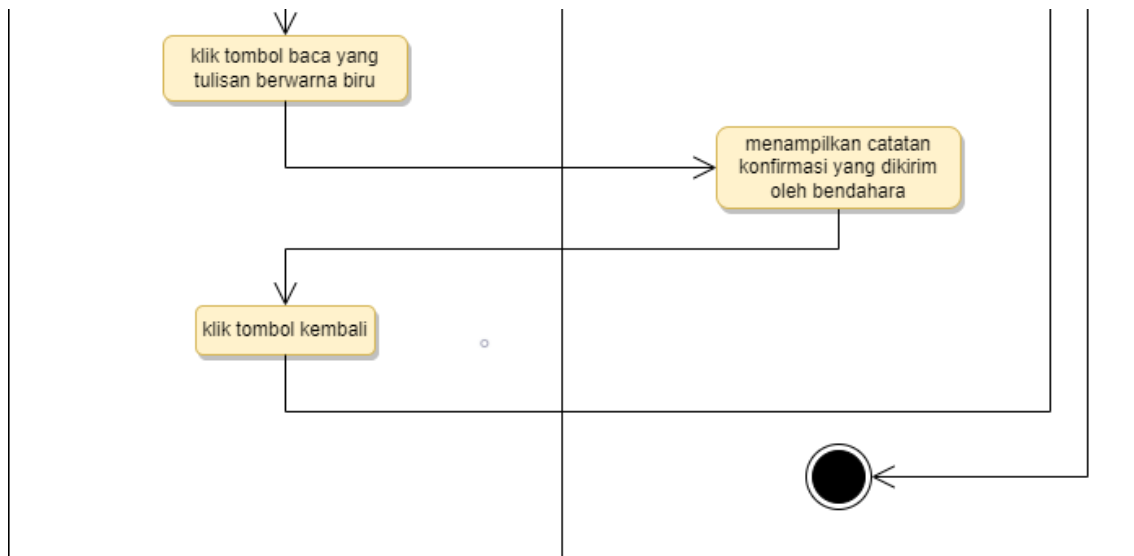 klik tombol baca yang
tulisan berwarna biru
menampilkan catatan
konfirmasi yang dikirim
oleh bendahara
klik tombol kembali